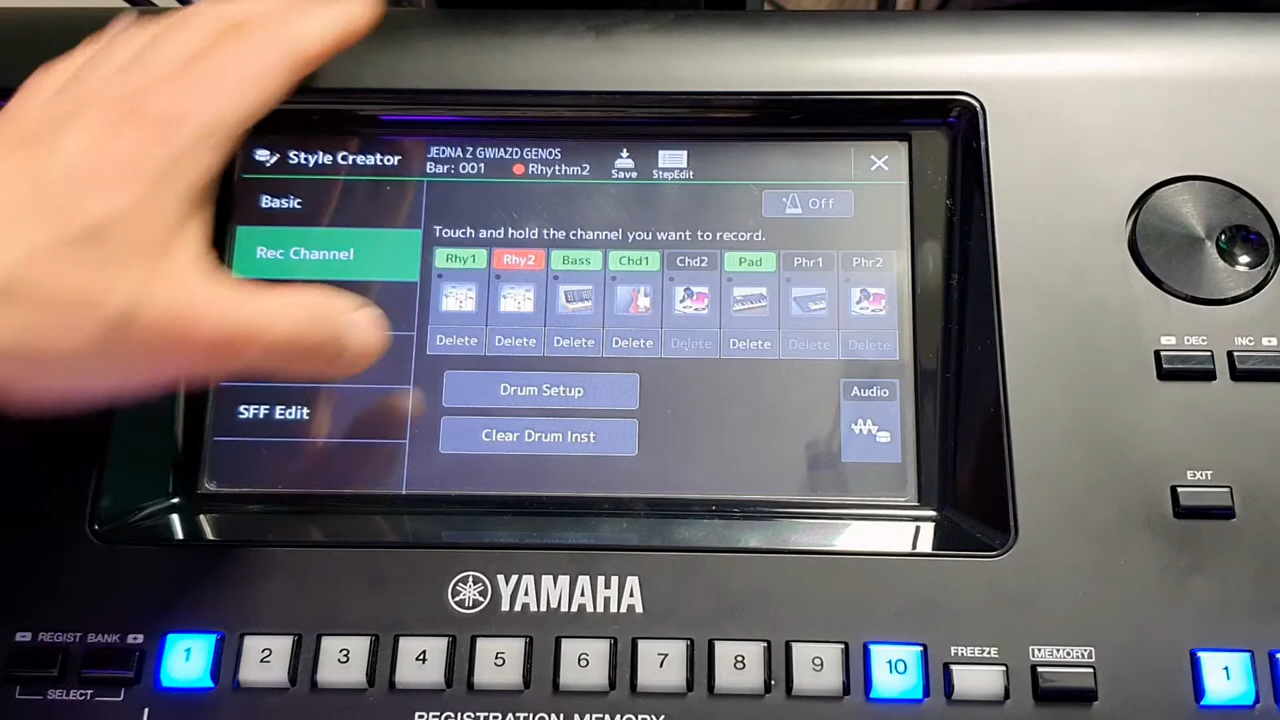 Style Creator
JEDNA Z GWIAZD GENOS
Bar: 001 Rhythm2
Save
StepEdit
Basic
Off
Rec Channel
Touch and hold the channel you want to record.
Rhy1 Rhy2 Bass Chd1 Chd2 Pad Phr1 Phr2
Delete Delete Delete Delete Delete Delete Delete Delete
Drum Setup
Audio
SFF Edit
Clear Drum Inst
DEC INC
EXIT
YAMAHA
REGIST BANK
SELECT
1 2 3 4 5 6 7 8 9 10
FREEZE
MEMORY
1
REGISTRATION MEMORY